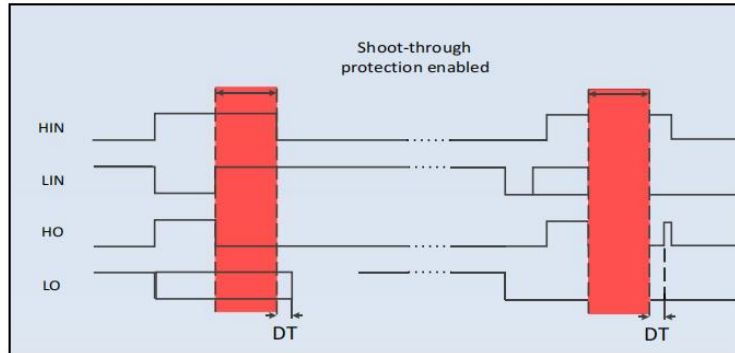 Shoot-through
protection enabled
HIN
LIN
HO
LO
DT
DT